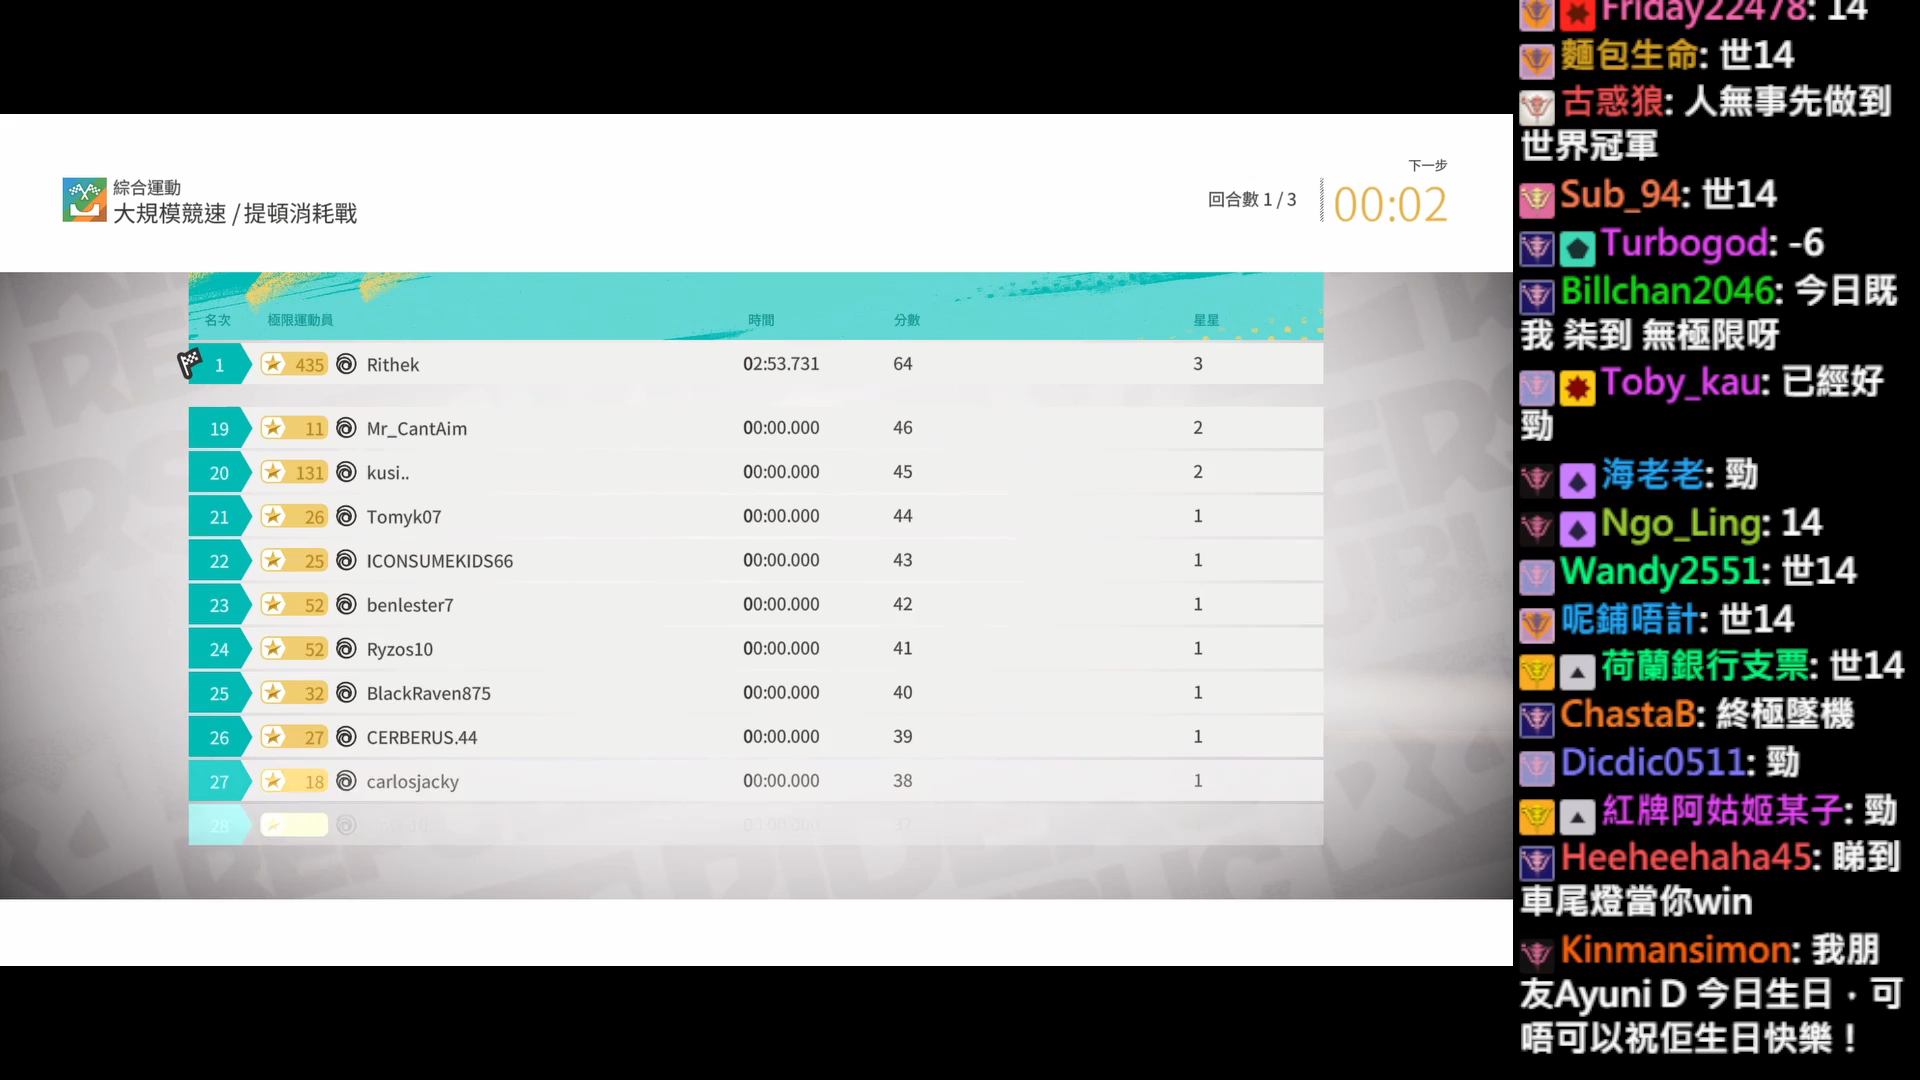 綜合運動
大規模競速 / 提頓消耗戰
回合數 1 / 3
下一步
00:02
名次 極限運動員 時間 分數 星星
1 435 Rithek 02:53.731 64 3
19 11 Mr_CantAim 00:00.000 46 2
20 131 kusi.. 00:00.000 45 2
21 26 Tomyk07 00:00.000 44 1
22 25 ICONSUMEKIDS66 00:00.000 43 1
23 52 benlester7 00:00.000 42 1
24 52 Ryzos10 00:00.000 41 1
25 32 BlackRaven875 00:00.000 40 1
26 27 CERBERUS.44 00:00.000 39 1
27 18 carlosjacky 00:00.000 38 1
28 00:00.000 37
Friday22478: 14
麵包生命: 世14
古惑狼: 人無事先做到
世界冠軍
Sub_94: 世14
Turbogod: -6
Billchan2046: 今日既
我 柒到 無極限呀
Toby_kau: 已經好
勁
海老老: 勁
Ngo_Ling: 14
Wandy2551: 世14
呢鋪唔計: 世14
荷蘭銀行支票: 世14
ChastaB: 終極墜機
Dicdic0511: 勁
紅牌阿姑姬某子: 勁
Heeheehaha45: 睇到
車尾燈當你win
Kinmansimon: 我朋
友Ayuni D 今日生日，可
唔可以祝佢生日快樂！